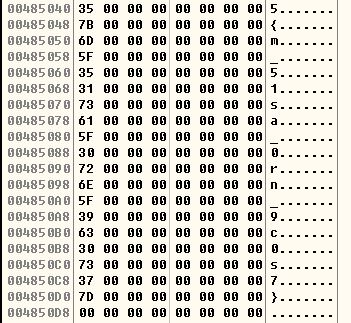 00485040 35 00 00 00 00 00 00 00 5.......
00485048 7B 00 00 00 00 00 00 00 {.......
00485050 6D 00 00 00 00 00 00 00 m.......
00485058 5F 00 00 00 00 00 00 00 _.......
00485060 35 00 00 00 00 00 00 00 5.......
00485068 31 00 00 00 00 00 00 00 1.......
00485070 73 00 00 00 00 00 00 00 s.......
00485078 61 00 00 00 00 00 00 00 a.......
00485080 5F 00 00 00 00 00 00 00 _.......
00485088 30 00 00 00 00 00 00 00 0.......
00485090 72 00 00 00 00 00 00 00 r.......
00485098 6E 00 00 00 00 00 00 00 n.......
004850A0 5F 00 00 00 00 00 00 00 _.......
004850A8 39 00 00 00 00 00 00 00 9.......
004850B0 63 00 00 00 00 00 00 00 c.......
004850B8 30 00 00 00 00 00 00 00 0.......
004850C0 73 00 00 00 00 00 00 00 s.......
004850C8 37 00 00 00 00 00 00 00 7.......
004850D0 7D 00 00 00 00 00 00 00 }.......
004850D8 00 00 00 00 00 00 00 00 ........